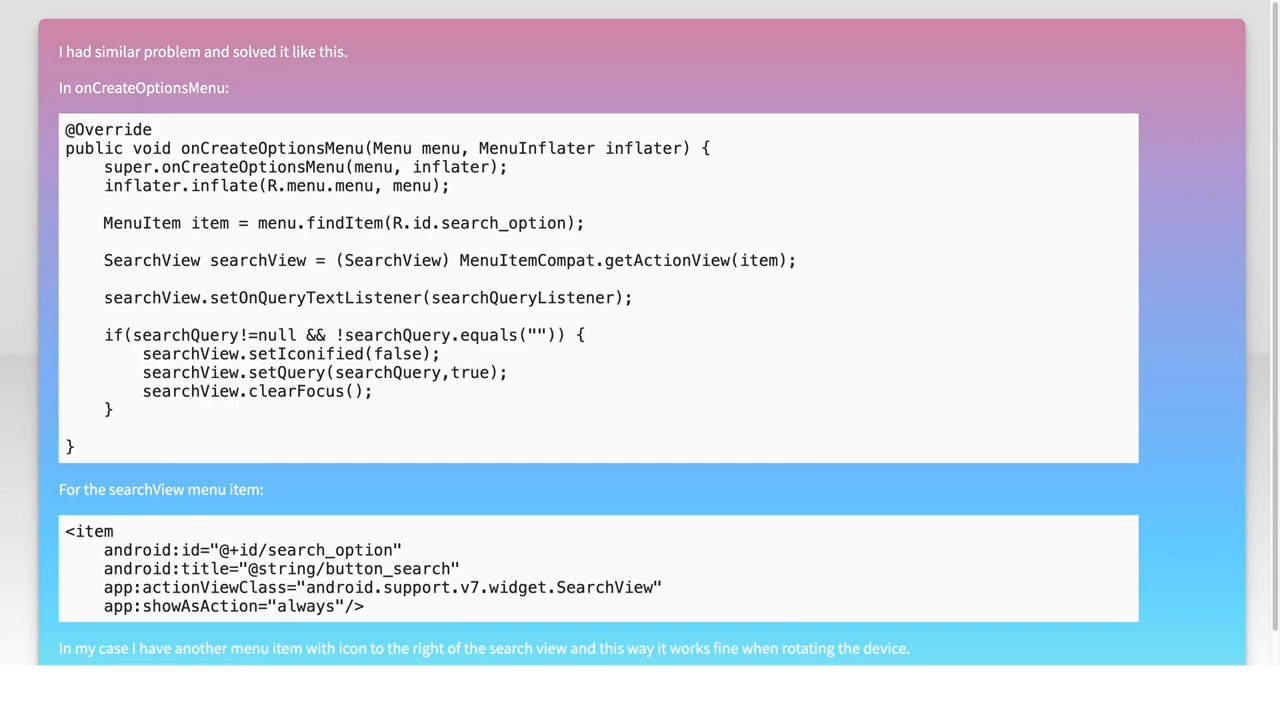 I had similar problem and solved it like this.
In onCreateOptionsMenu:
@Override
public void onCreateOptionsMenu(Menu menu, MenuInflater inflater) {
    super.onCreateOptionsMenu(menu, inflater);
    inflater.inflate(R.menu.menu, menu);
    MenuItem item = menu.findItem(R.id.search_option);
    SearchView searchView = (SearchView) MenuItemCompat.getActionView(item);
    searchView.setOnQueryTextListener(searchQueryListener);
    if(searchQuery!=null && !searchQuery.equals("")) {
        searchView.setIconified(false);
        searchView.setQuery(searchQuery,true);
        searchView.clearFocus();
    }
}
For the searchView menu item:
<item
    android:id="@+id/search_option"
    android:title="@string/button_search"
    app:actionViewClass="android.support.v7.widget.SearchView"
    app:showAsAction="always"/>
In my case I have another menu item with icon to the right of the search view and this way it works fine when rotating the device.